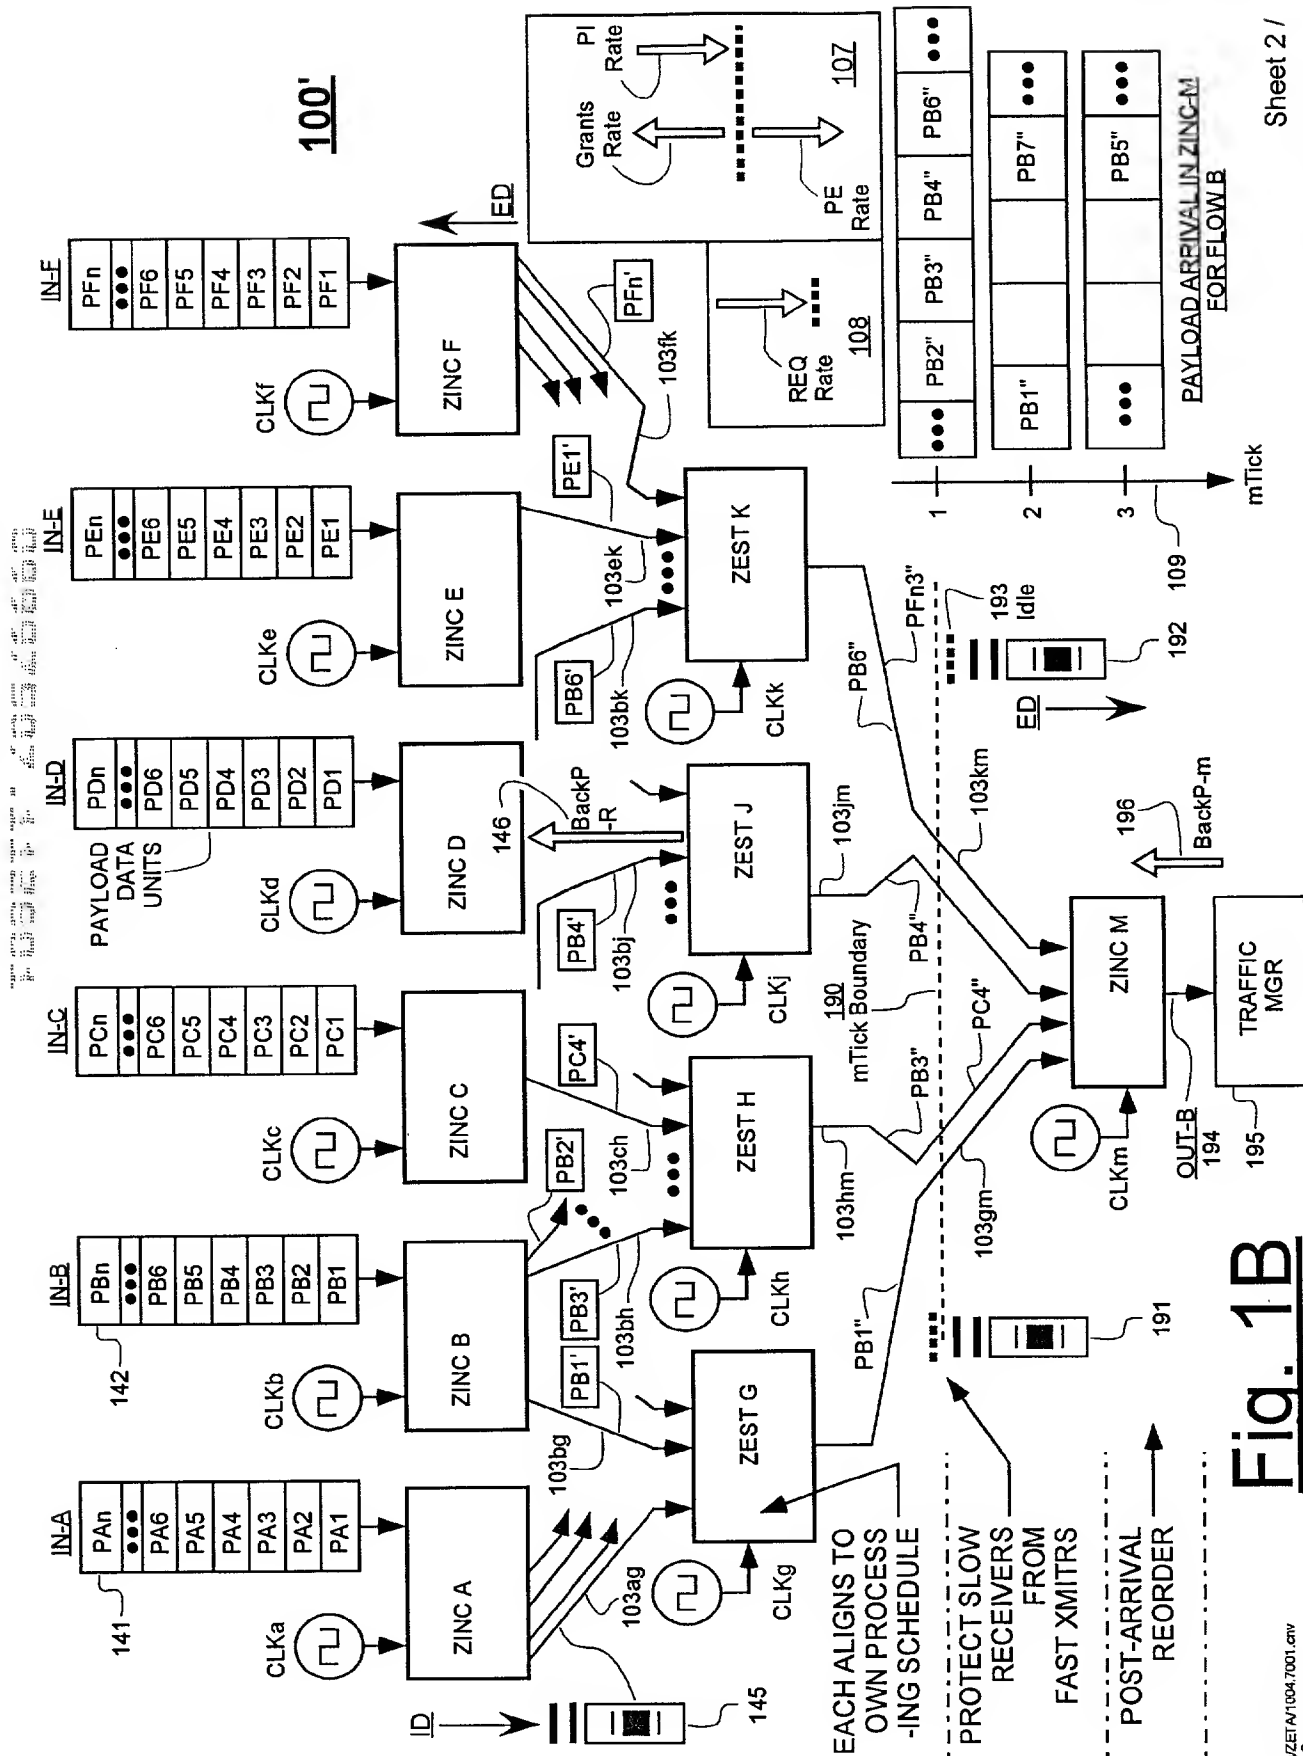 100'
IN-A
PAn
•••
PA6
PA5
PA4
PA3
PA2
PA1
141
CLKa
ZINC A
IN-B
PBn
•••
PB6
PB5
PB4
PB3
PB2
PB1
142
CLKb
ZINC B
IN-C
PCn
•••
PC6
PC5
PC4
PC3
PC2
PC1
CLKc
ZINC C
IN-D
PDn
•••
PD6
PD5
PD4
PD3
PD2
PD1
PAYLOAD
DATA
UNITS
CLKd
ZINC D
IN-E
PEn
•••
PE6
PE5
PE4
PE3
PE2
PE1
CLKe
ZINC E
IN-F
PFn
•••
PF6
PF5
PF4
PF3
PF2
PF1
CLKf
ZINC F
ED
ID
145
103ag
103bg
PB1'
PB3'
103bh
PB2'
•••
PC4'
103ch
•••
PB4'
103bj
•••
146
BackP
-R
PB6'
103bk
•••
PE1'
103ek
PFn'
103fk
CLKg
ZEST G
CLKh
ZEST H
CLKj
ZEST J
CLKk
ZEST K
Grants
Rate
PI
Rate
PE
Rate
107
REQ
Rate
108
EACH ALIGNS TO
OWN PROCESS
-ING SCHEDULE
PROTECT SLOW
RECEIVERS
FROM
FAST XMITRS
POST-ARRIVAL
REORDER
PB1"
103hm
PB3"
PC4"
103gm
190
mTick Boundary
103jm
PB4"
PB6"
PFn3"
103km
191
193
Idle
192
ED
CLKm
ZINC M
196
BackP-m
OUT-B
194
195
TRAFFIC
MGR
1
•••
PB2"
PB3"
PB4"
PB6"
•••
2
PB1"
PB7"
•••
3
•••
PB5"
•••
109
mTick
PAYLOAD ARRIVAL IN ZINC-M
FOR FLOW B
Fig. 1B
Sheet 2 /
/ZETA/1004.7001.cnv